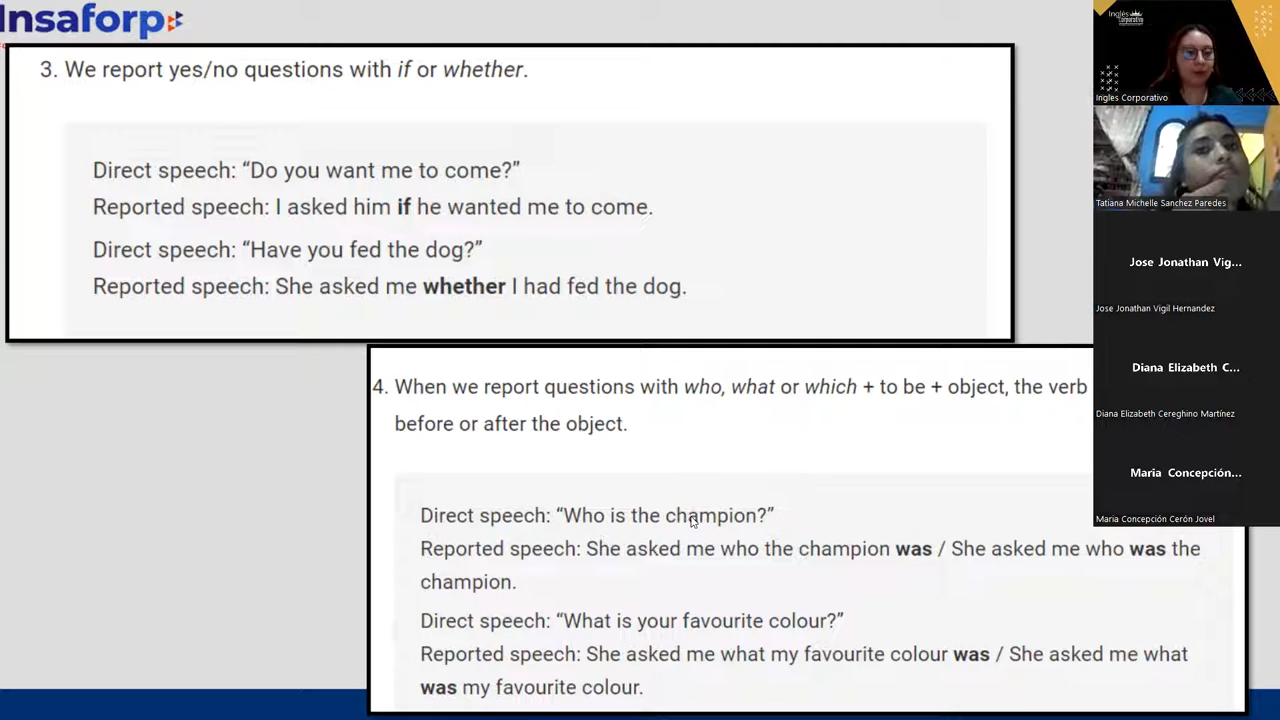 Insaforp
3. We report yes/no questions with if or whether.
Direct speech: “Do you want me to come?”
Reported speech: I asked him if he wanted me to come.
Direct speech: “Have you fed the dog?”
Reported speech: She asked me whether I had fed the dog.
4. When we report questions with who, what or which + to be + object, the verb
before or after the object.
Direct speech: “Who is the champion?”
Reported speech: She asked me who the champion was / She asked me who was the
champion.
Direct speech: “What is your favourite colour?”
Reported speech: She asked me what my favourite colour was / She asked me what
was my favourite colour.
Inglés
Corporativo
Ingles Corporativo
Tatiana Michelle Sanchez Paredes
Jose Jonathan Vig...
Jose Jonathan Vigil Hernandez
Diana Elizabeth C...
Diana Elizabeth Cereghino Martínez
Maria Concepción...
Maria Concepción Cerón Jovel